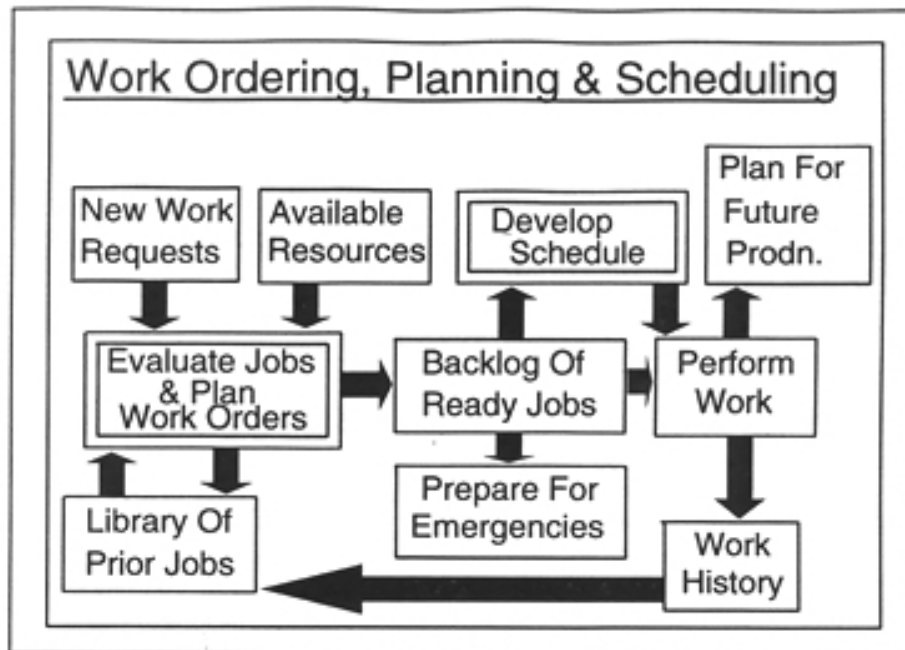 Work Ordering, Planning & Scheduling
New Work
Requests
Available
Resources
Develop
Schedule
Plan For
Future
Prodn.
Evaluate Jobs
& Plan
Work Orders
Backlog Of
Ready Jobs
Perform
Work
Library Of
Prior Jobs
Prepare For
Emergencies
Work
History